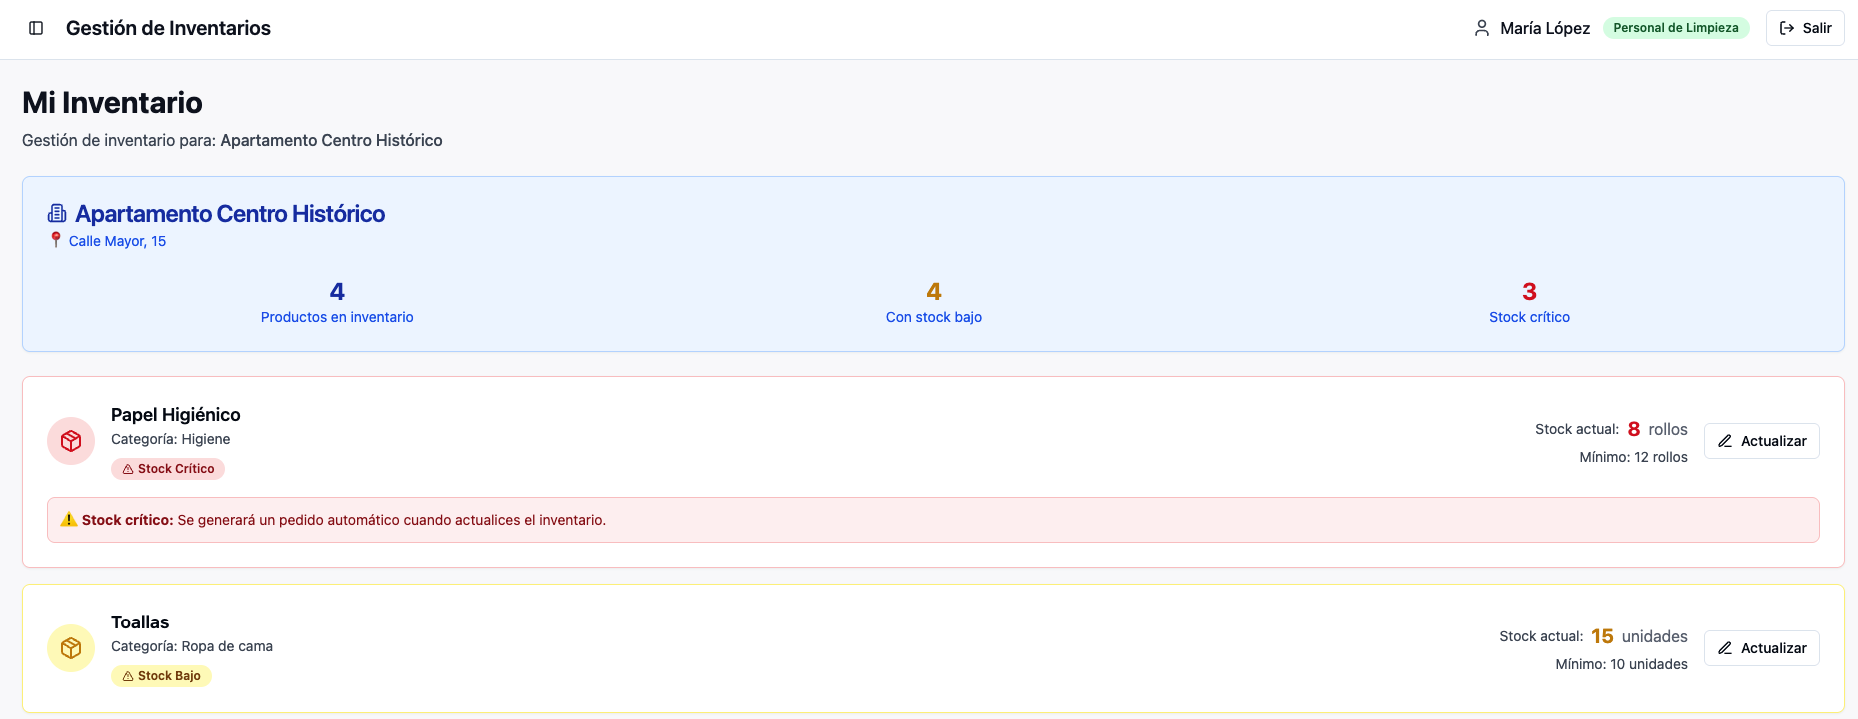 Gestión de Inventarios
María López
Personal de Limpieza
Salir
Mi Inventario
Gestión de inventario para: Apartamento Centro Histórico
Apartamento Centro Histórico
Calle Mayor, 15
4
Productos en inventario
4
Con stock bajo
3
Stock crítico
Papel Higiénico
Categoría: Higiene
Stock Crítico
Stock actual: 8 rollos
Mínimo: 12 rollos
Actualizar
Stock crítico: Se generará un pedido automático cuando actualices el inventario.
Toallas
Categoría: Ropa de cama
Stock Bajo
Stock actual: 15 unidades
Mínimo: 10 unidades
Actualizar